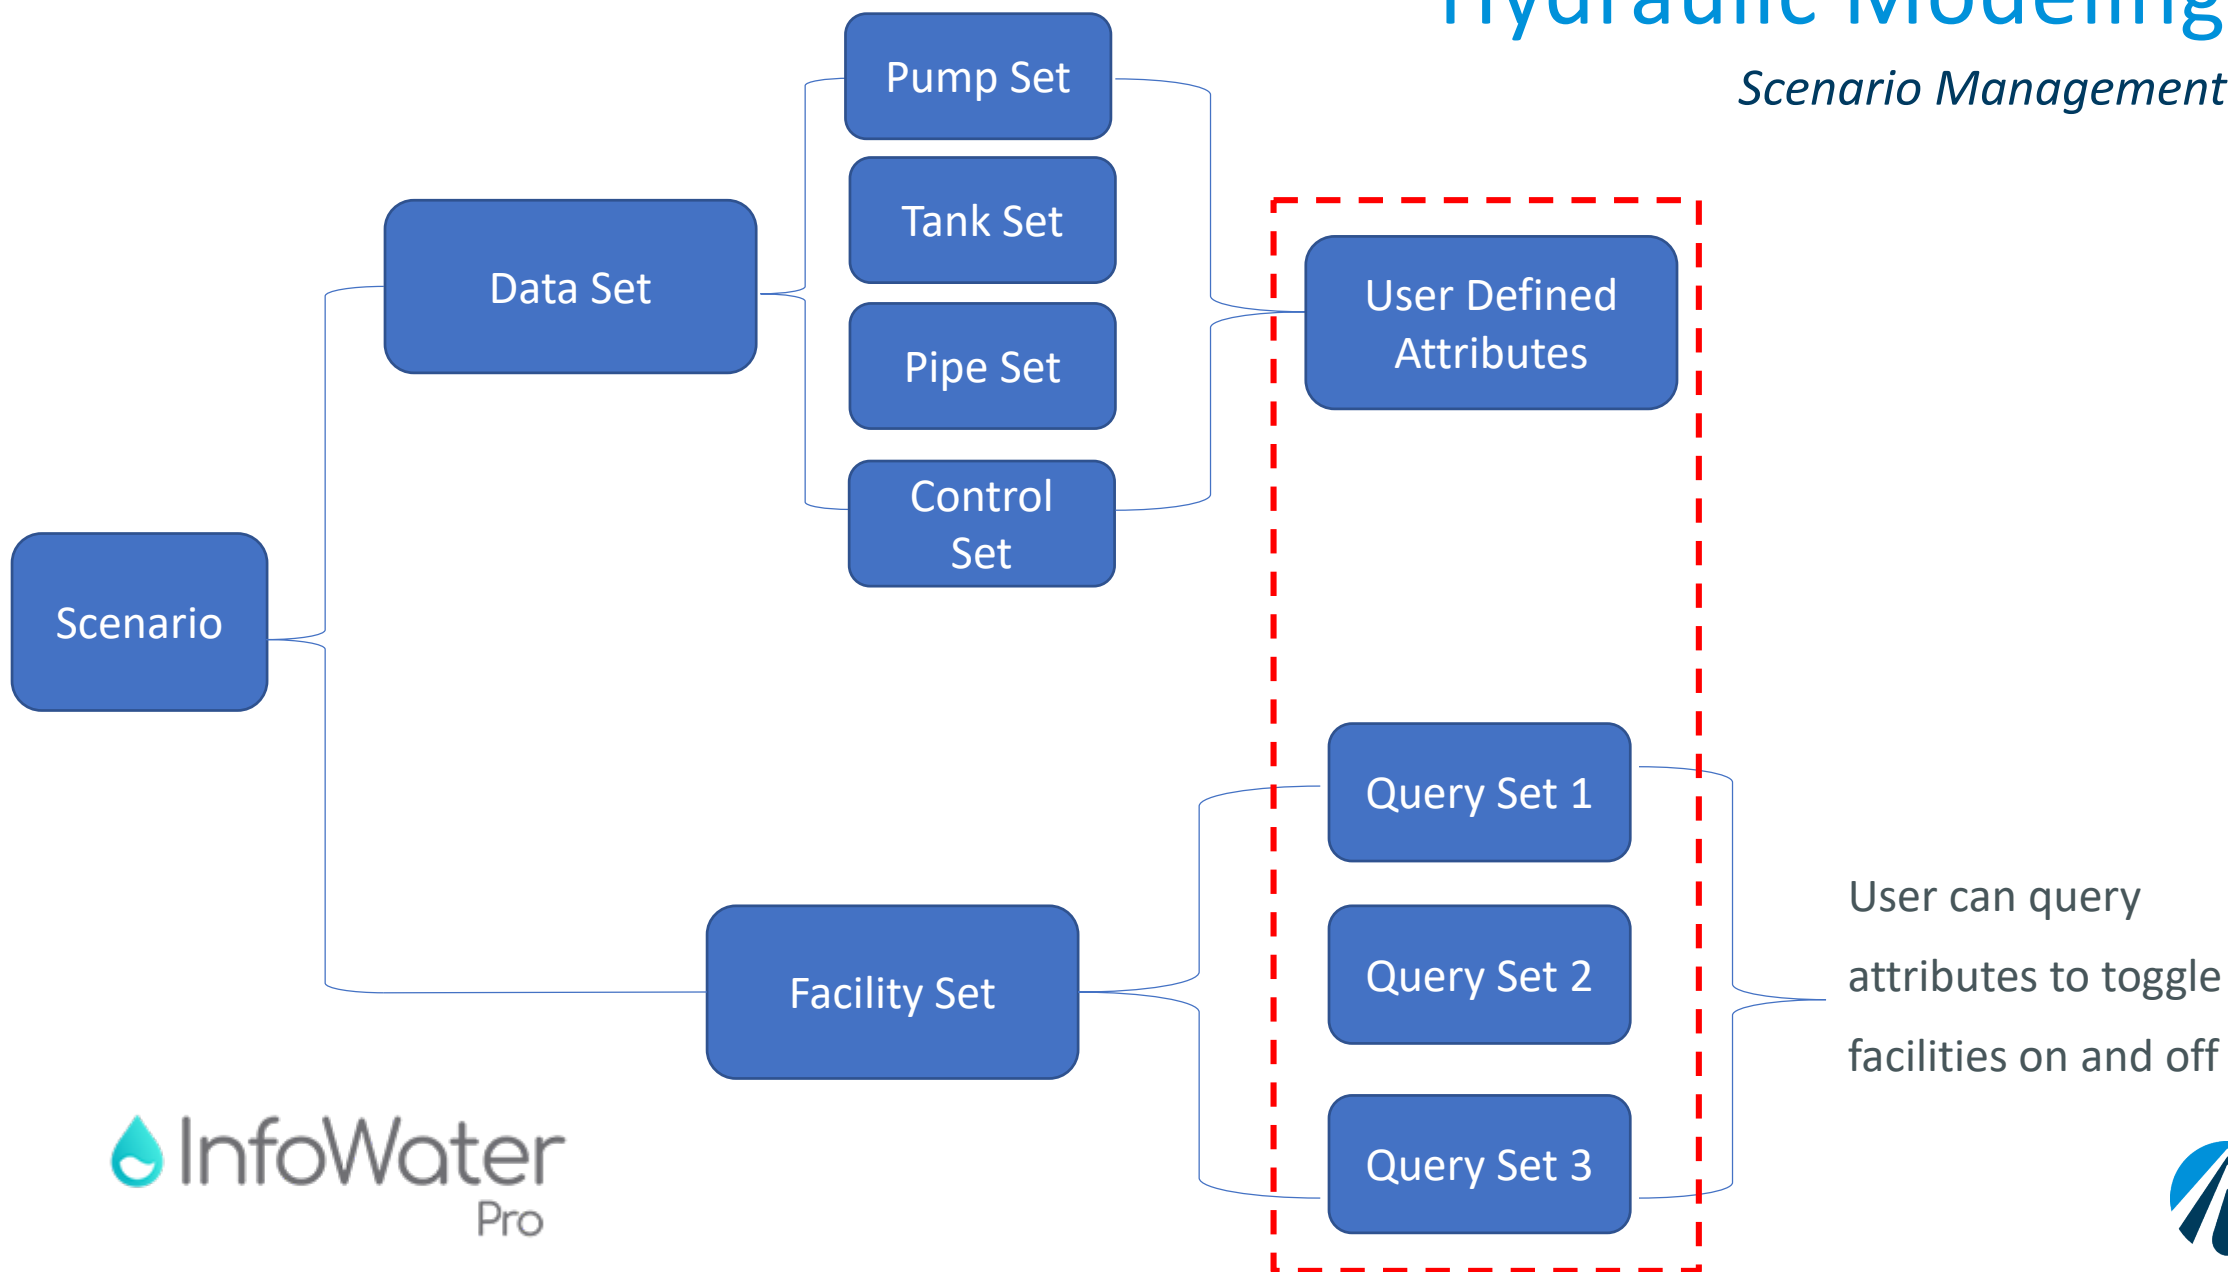 Hydraulic Modeling
Scenario Management
Pump Set
Tank Set
Pipe Set
Control
Set
Data Set
User Defined
Attributes
Scenario
Facility Set
Query Set 1
Query Set 2
Query Set 3
User can query
attributes to toggle
facilities on and off
InfoWater
Pro